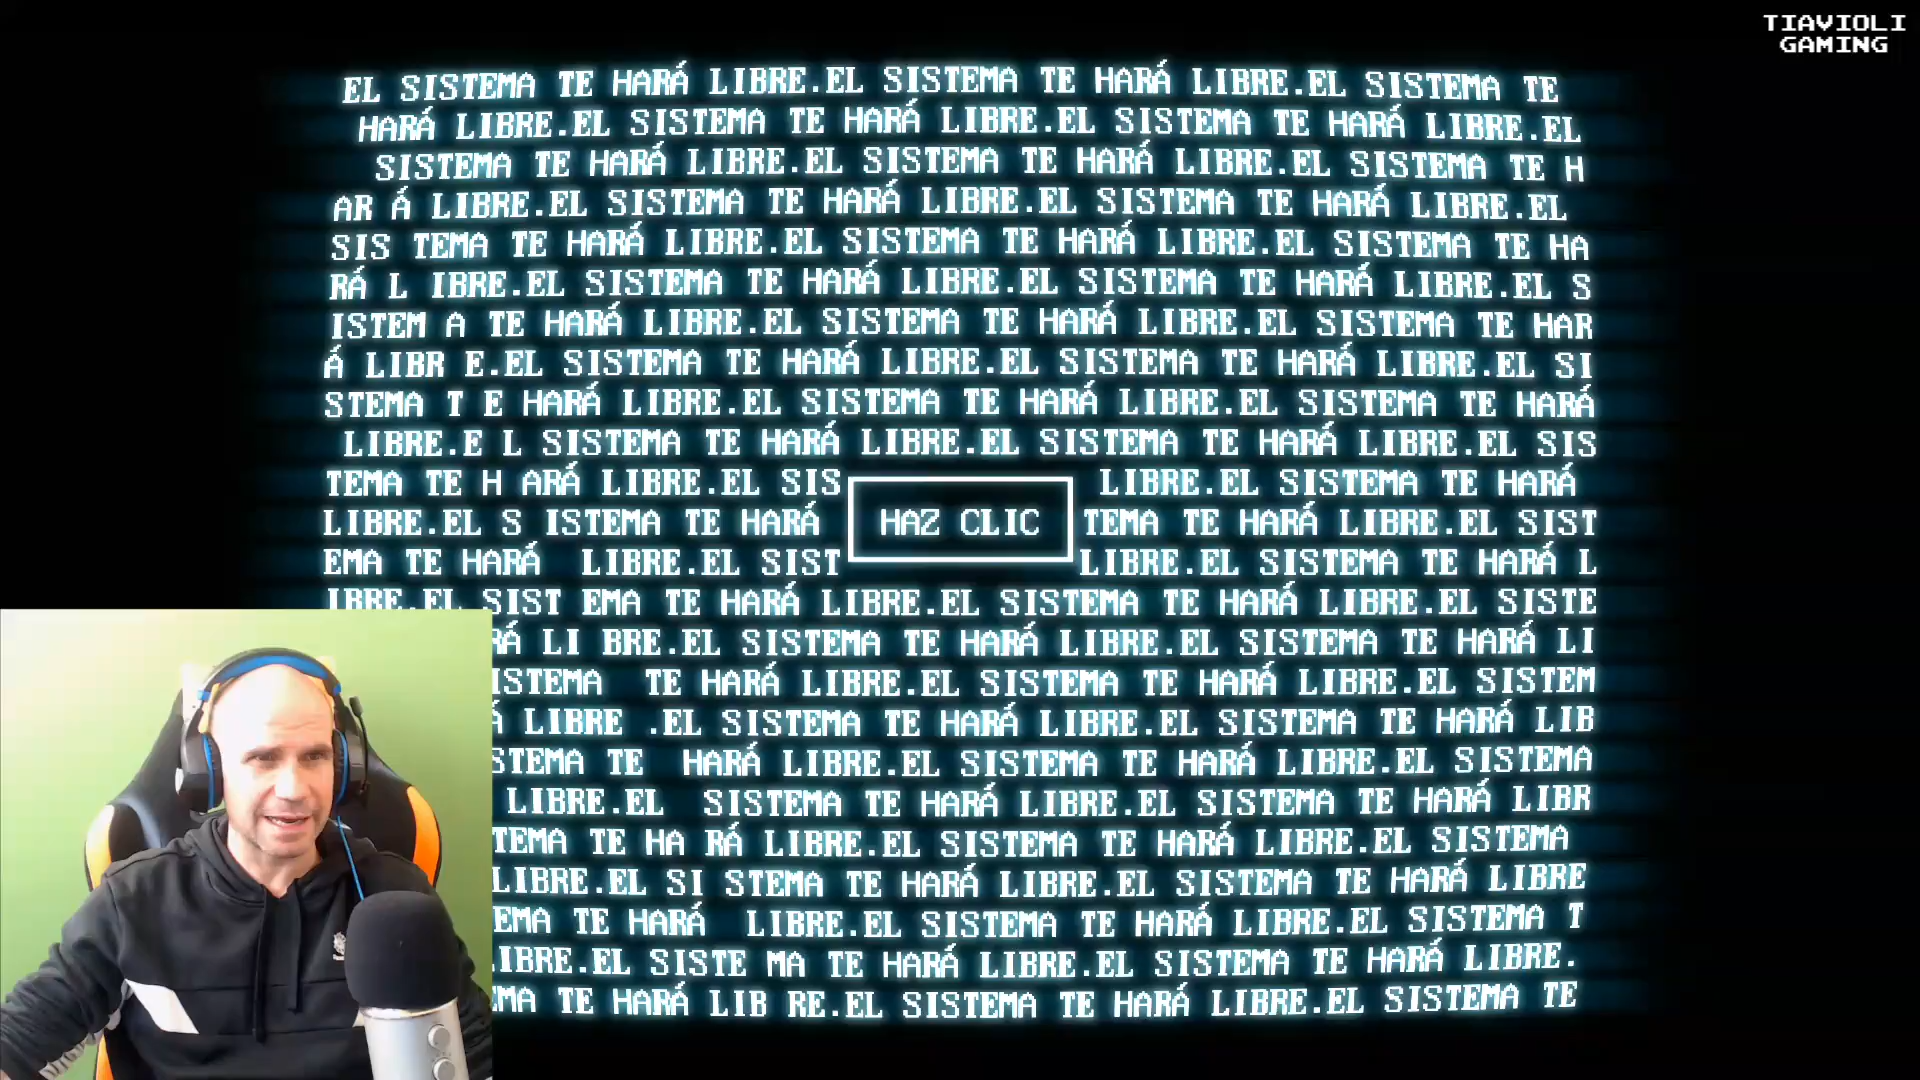 TIAVIOLI
GAMING
EL SISTEMA TE HARÁ LIBRE.EL SISTEMA TE HARÁ LIBRE.EL SISTEMA TE
HARÁ LIBRE.EL SISTEMA TE HARÁ LIBRE.EL SISTEMA TE HARÁ LIBRE.EL
SISTEMA TE HARÁ LIBRE.EL SISTEMA TE HARÁ LIBRE.EL SISTEMA TE H
AR Á LIBRE.EL SISTEMA TE HARÁ LIBRE.EL SISTEMA TE HARÁ LIBRE.EL
SIS TEMA TE HARÁ LIBRE.EL SISTEMA TE HARÁ LIBRE.EL SISTEMA TE HA
RÁ L IBRE.EL SISTEMA TE HARÁ LIBRE.EL SISTEMA TE HARÁ LIBRE.EL S
ISTEM A TE HARÁ LIBRE.EL SISTEMA TE HARÁ LIBRE.EL SISTEMA TE HAR
Á LIBR E.EL SISTEMA TE HARÁ LIBRE.EL SISTEMA TE HARÁ LIBRE.EL SI
STEMA T E HARÁ LIBRE.EL SISTEMA TE HARÁ LIBRE.EL SISTEMA TE HARÁ
LIBRE.E L SISTEMA TE HARÁ LIBRE.EL SISTEMA TE HARÁ LIBRE.EL SIS
TEMA TE H ARÁ LIBRE.EL SIS LIBRE.EL SISTEMA TE HARÁ
LIBRE.EL S ISTEMA TE HARÁ HAZ CLIC TEMA TE HARÁ LIBRE.EL SIST
EMA TE HARÁ LIBRE.EL SIST LIBRE.EL SISTEMA TE HARÁ L
IBRE.EL SIST EMA TE HARÁ LIBRE.EL SISTEMA TE HARÁ LIBRE.EL SISTE
RÁ LI BRE.EL SISTEMA TE HARÁ LIBRE.EL SISTEMA TE HARÁ LI
ISTEMA TE HARÁ LIBRE.EL SISTEMA TE HARÁ LIBRE.EL SISTEM
Á LIBRE .EL SISTEMA TE HARÁ LIBRE.EL SISTEMA TE HARÁ LIB
STEMA TE HARÁ LIBRE.EL SISTEMA TE HARÁ LIBRE.EL SISTEMA
LIBRE.EL SISTEMA TE HARÁ LIBRE.EL SISTEMA TE HARÁ LIBR
TEMA TE HA RÁ LIBRE.EL SISTEMA TE HARÁ LIBRE.EL SISTEMA
LIBRE.EL SI STEMA TE HARÁ LIBRE.EL SISTEMA TE HARÁ LIBRE
EMA TE HARÁ LIBRE.EL SISTEMA TE HARÁ LIBRE.EL SISTEMA T
IBRE.EL SISTE MA TE HARÁ LIBRE.EL SISTEMA TE HARÁ LIBRE.
EMA TE HARÁ LIB RE.EL SISTEMA TE HARÁ LIBRE.EL SISTEMA TE